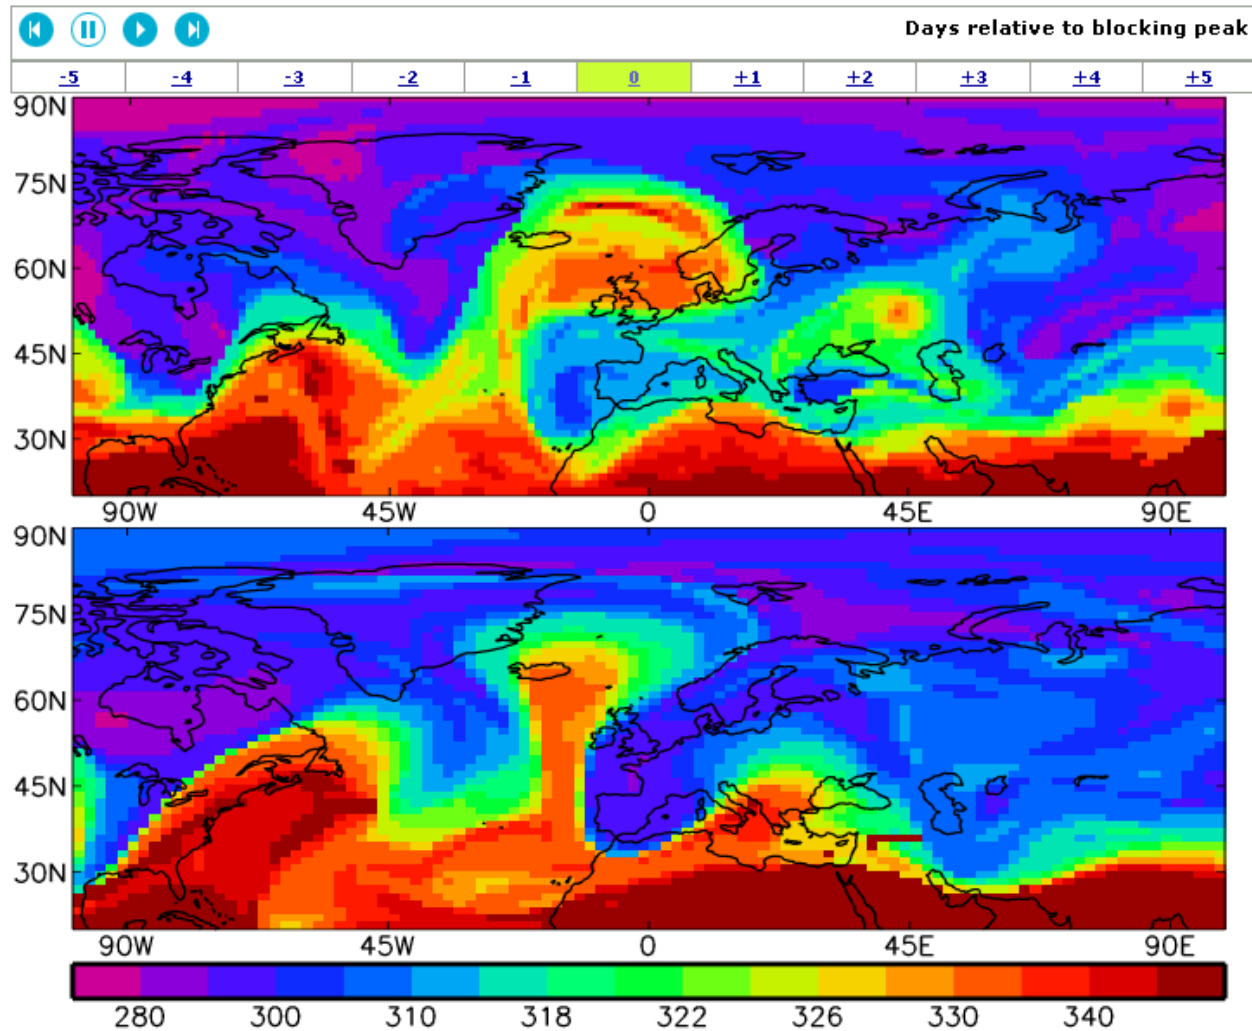 Days relative to blocking peak
-5 -4 -3 -2 -1 0 +1 +2 +3 +4 +5
90N
75N
60N
45N
30N
90W 45W 0 45E 90E
90N
75N
60N
45N
30N
90W 45W 0 45E 90E
280 300 310 318 322 326 330 340